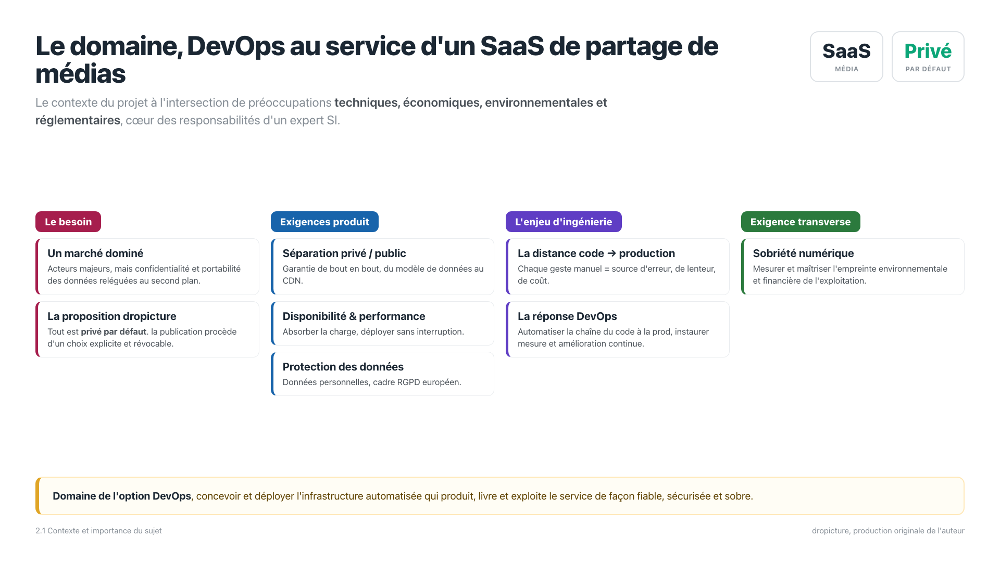 Le domaine, DevOps au service d'un SaaS de partage de
médias
Le contexte du projet à l'intersection de préoccupations techniques, économiques, environnementales et
réglementaires, cœur des responsabilités d'un expert SI.
SaaS
MÉDIA
Privé
PAR DÉFAUT
Le besoin
Un marché dominé
Acteurs majeurs, mais confidentialité et portabilité
des données reléguées au second plan.
La proposition dropicture
Tout est privé par défaut. la publication procède
d'un choix explicite et révocable.
Exigences produit
Séparation privé / public
Garantie de bout en bout, du modèle de données au
CDN.
Disponibilité & performance
Absorber la charge, déployer sans interruption.
Protection des données
Données personnelles, cadre RGPD européen.
L'enjeu d'ingénierie
La distance code → production
Chaque geste manuel = source d'erreur, de lenteur,
de coût.
La réponse DevOps
Automatiser la chaîne du code à la prod, instaurer
mesure et amélioration continue.
Exigence transverse
Sobriété numérique
Mesurer et maîtriser l'empreinte environnementale
et financière de l'exploitation.
Domaine de l'option DevOps, concevoir et déployer l'infrastructure automatisée qui produit, livre et exploite le service de façon fiable, sécurisée et sobre.
2.1 Contexte et importance du sujet
dropicture, production originale de l'auteur